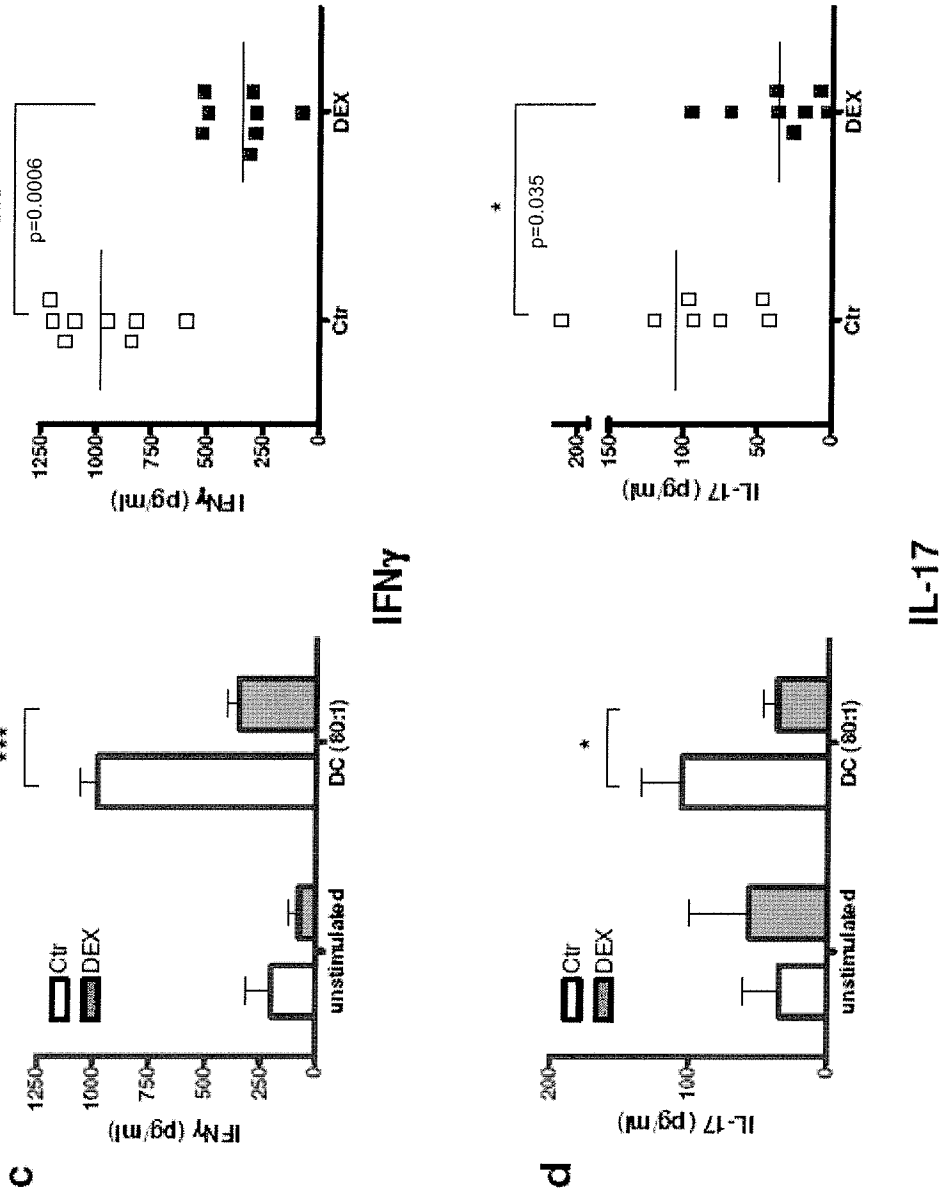 c
IFNγ (pg/ml)
1250
1000
750
500
250
0
Ctr
DEX
***
unstimulated
DC (80:1)
IFNγ
IFNγ (pg/ml)
1250
1000
750
500
250
0
p=0.0006
Ctr
DEX
d
IL-17 (pg/ml)
200
100
0
Ctr
DEX
*
unstimulated
DC (80:1)
IL-17
IL-17 (pg/ml)
200
150
100
50
0
*
p=0.035
Ctr
DEX